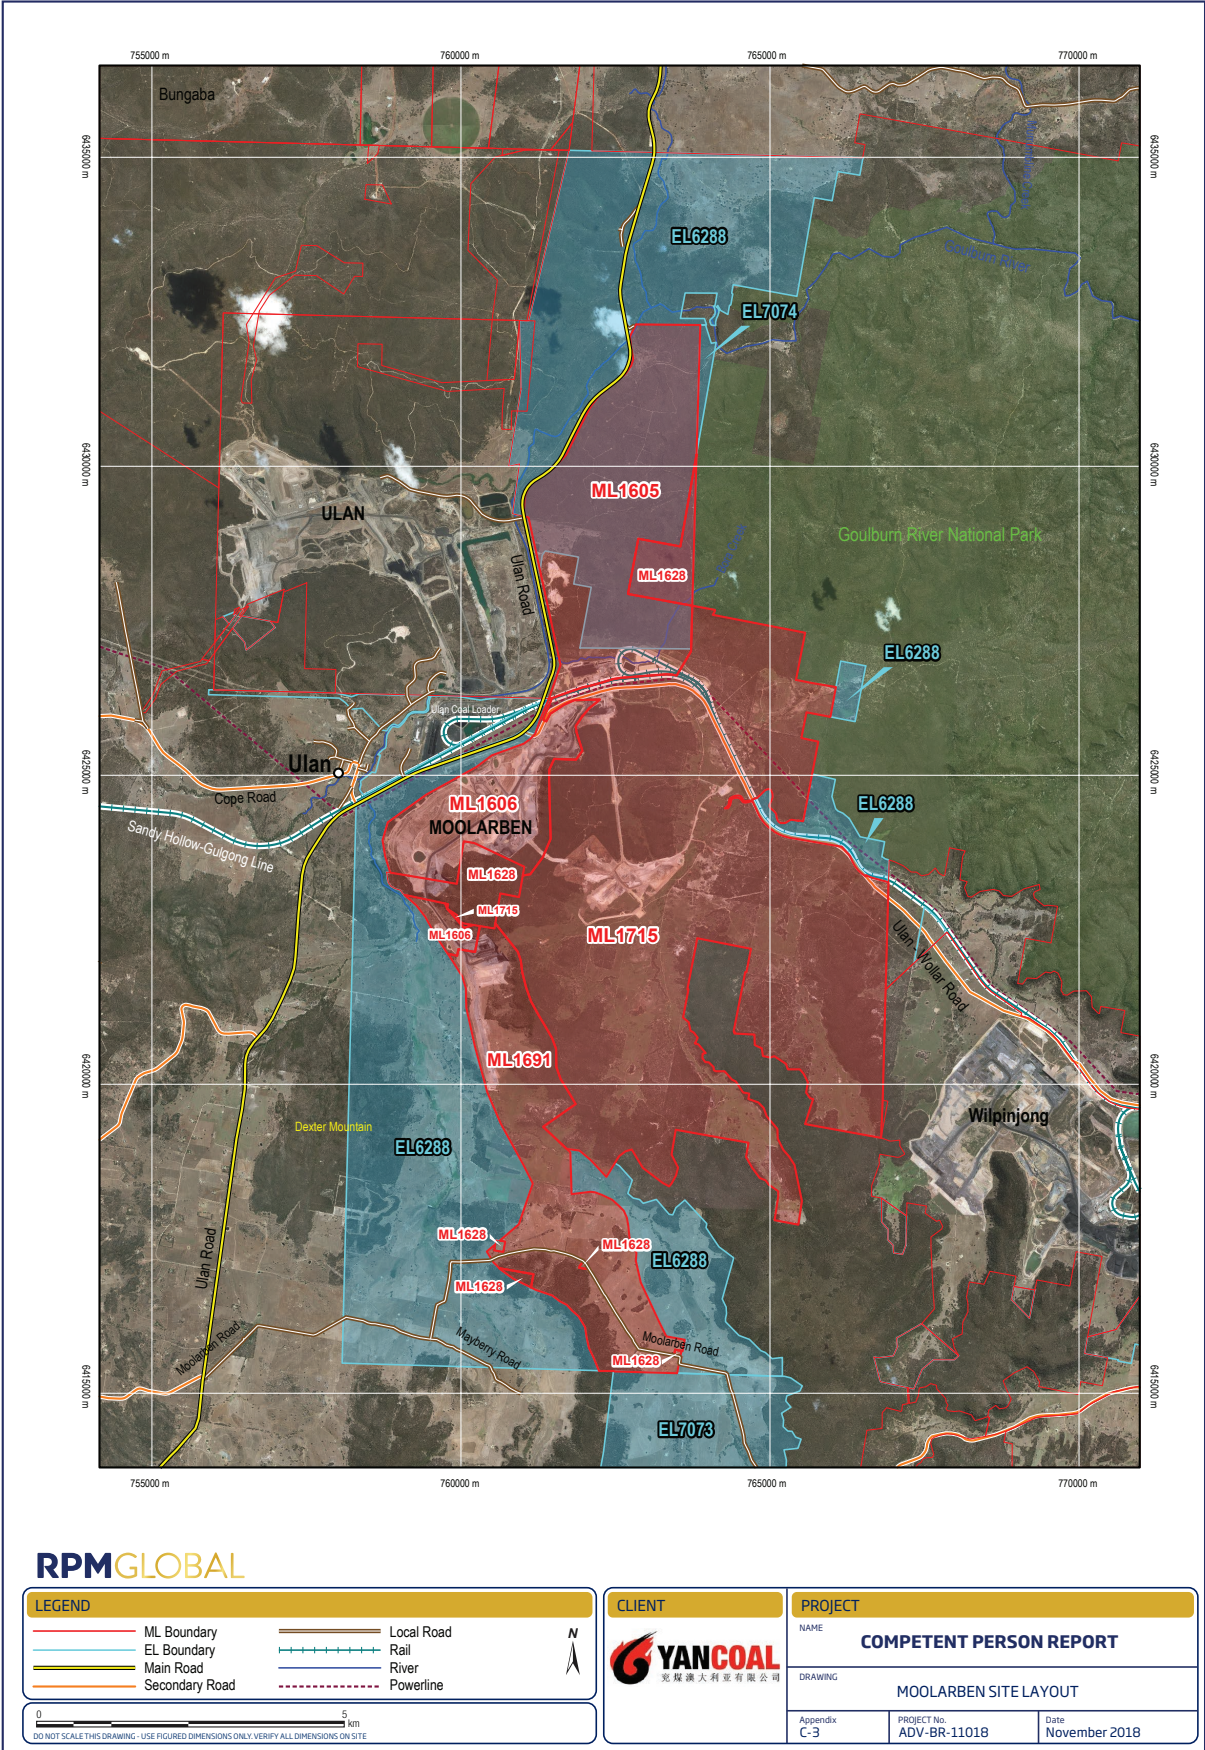 755000 m
760000 m
765000 m
770000 m
6435000 m
6435000 m
6430000 m
6430000 m
6425000 m
6425000 m
6420000 m
6420000 m
6415000 m
6415000 m
Bungaba
EL6288
Goulburn River
EL7074
ML1605
ULAN
Goulburn River National Park
Ulan Road
ML1628
EL6288
Ulan Coal Loader
Ulan
Cope Road
ML1606
EL6288
MOOLARBEN
Sandy Hollow-Gulgong Line
ML1628
ML1715
ML1606
ML1715
Ulan Wollar Road
ML1691
Wilpinjong
Dexter Mountain
EL6288
ML1628
ML1628
EL6288
Ulan Road
ML1628
Moolarben Road
Mayberry Road
Moolarben Road
ML1628
EL7073
755000 m
760000 m
765000 m
770000 m
RPMGLOBAL
LEGEND
ML Boundary
EL Boundary
Main Road
Secondary Road
Local Road
Rail
River
Powerline
N
0 5
km
DO NOT SCALE THIS DRAWING - USE FIGURED DIMENSIONS ONLY. VERIFY ALL DIMENSIONS ON SITE
CLIENT
YANCOAL
兖煤澳大利亚有限公司
PROJECT
NAME
COMPETENT PERSON REPORT
DRAWING
MOOLARBEN SITE LAYOUT
Appendix
C-3
PROJECT No.
ADV-BR-11018
Date
November 2018